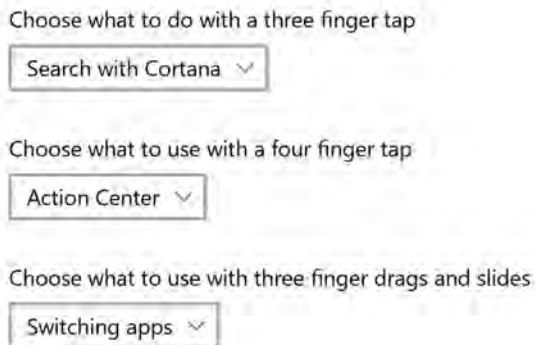 Choose what to do with a three finger tap
Search with Cortana
Choose what to use with a four finger tap
Action Center
Choose what to use with three finger drags and slides
Switching apps